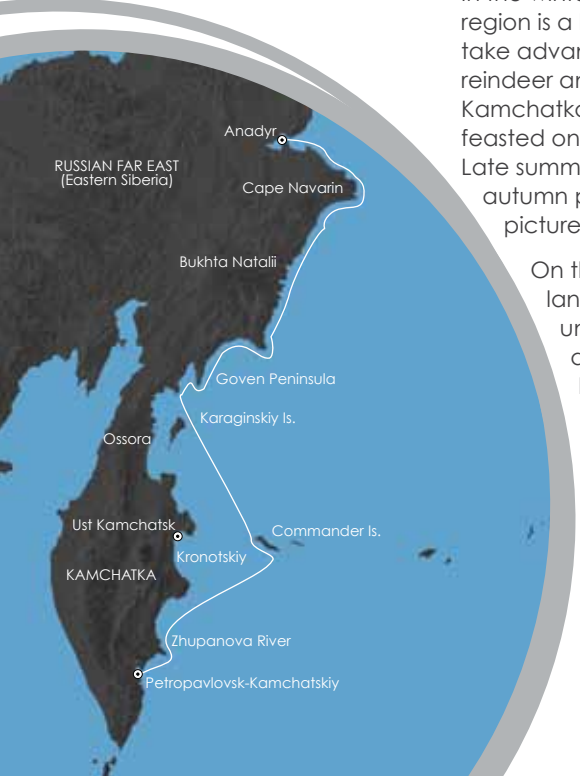 region is a
take advan
reindeer an
Kamchatka
feasted on
Late summ
autumn p
picture
On th
lan
un
Anadyr
RUSSIAN FAR EAST
(Eastern Siberia)
Cape Navarin
Bukhta Natalii
Goven Peninsula
Karaginskiy Is.
Ossora
Commander Is.
Ust Kamchatsk
Kronotskiy
KAMCHATKA
Zhupanova River
Petropavlovsk-Kamchatskiy